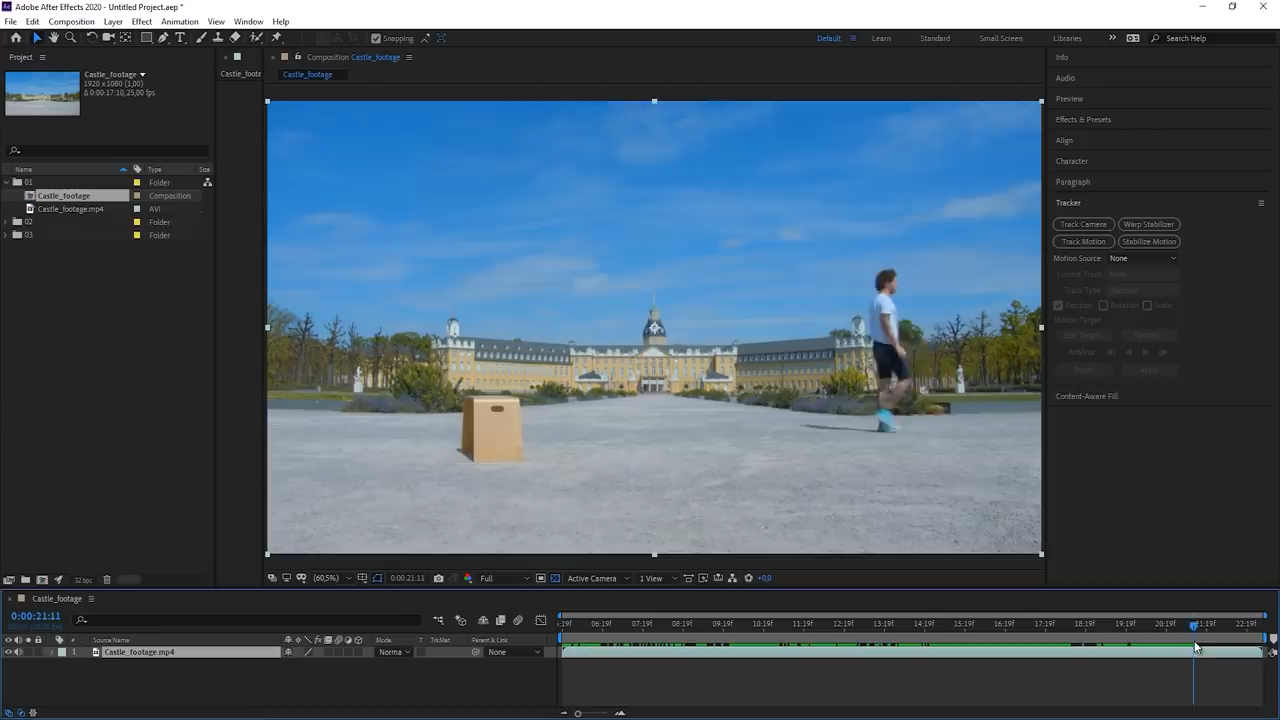 Adobe After Effects 2020 - Untitled Project.aep *
File Edit Composition Layer Effect Animation View Window Help
Snapping Default Learn Standard Small Screen Libraries Search Help
Project Composition Castle_footage Info
Castle_foota Castle_footage
Castle_footage
1920 x 1080 (1,00)
Δ 0:00:17:10, 25,00 fps
Audio
Preview
Effects & Presets
Align
Character
Paragraph
Tracker
Name Type Size
01 Folder
Castle_footage Composition
Castle_footage.mp4 AVI
02 Folder
03 Folder
Track Camera Warp Stabilizer
Track Motion Stabilize Motion
Motion Source: None
Current Track: None
Track Type: Stabilize
Position Rotation Scale
Motion Target:
Edit Target... Options...
Analyze:
Reset Apply
Content-Aware Fill
32 bpc (60,5%) 0:00:21:11 Full Active Camera 1 View +0,0
Castle_footage
0:00:21:11
:19f 06:19f 07:19f 08:19f 09:19f 10:19f 11:19f 12:19f 13:19f 14:19f 15:19f 16:19f 17:19f 18:19f 19:19f 20:19f 21:19f 22:19f
# Source Name Mode T TrkMat Parent & Link
1 Castle_footage.mp4 Norma None